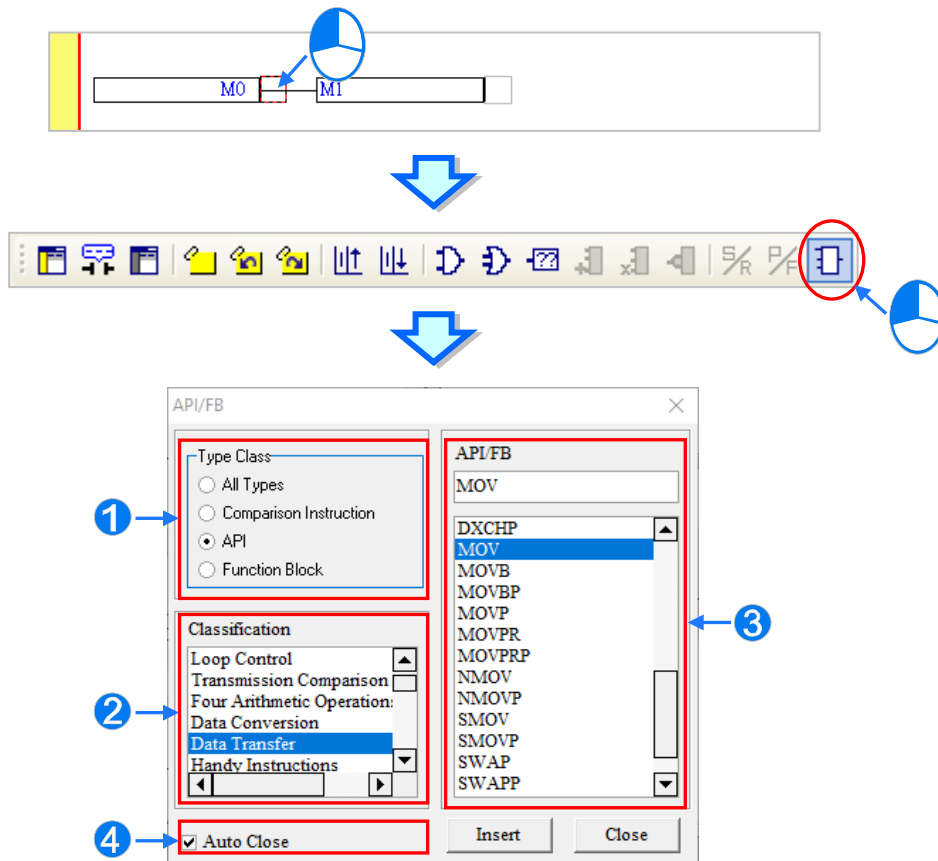 M0 M1
??
S/R P/F
API/FB
Type Class
All Types
Comparison Instruction
API
Function Block
1
Classification
Loop Control
Transmission Comparison
Four Arithmetic Operation
Data Conversion
Data Transfer
Handy Instructions
2
4
Auto Close
API/FB
MOV
DXCHP
MOV
MOVB
MOVBP
MOVP
MOVPR
MOVPRP
NMOV
NMOVP
SMOV
SMOVP
SWAP
SWAPP
3
Insert Close